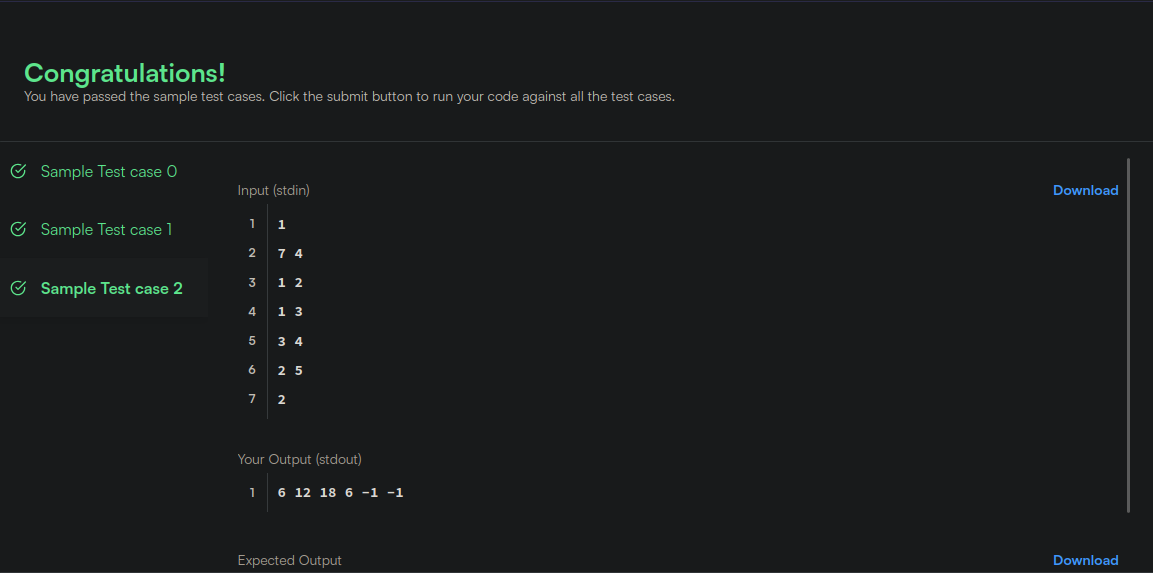 Congratulations!
You have passed the sample test cases. Click the submit button to run your code against all the test cases.
Sample Test case 0
Sample Test case 1
Sample Test case 2
Input (stdin)
Download
1 1
2 7 4
3 1 2
4 1 3
5 3 4
6 2 5
7 2
Your Output (stdout)
1 6 12 18 6 -1 -1
Expected Output
Download